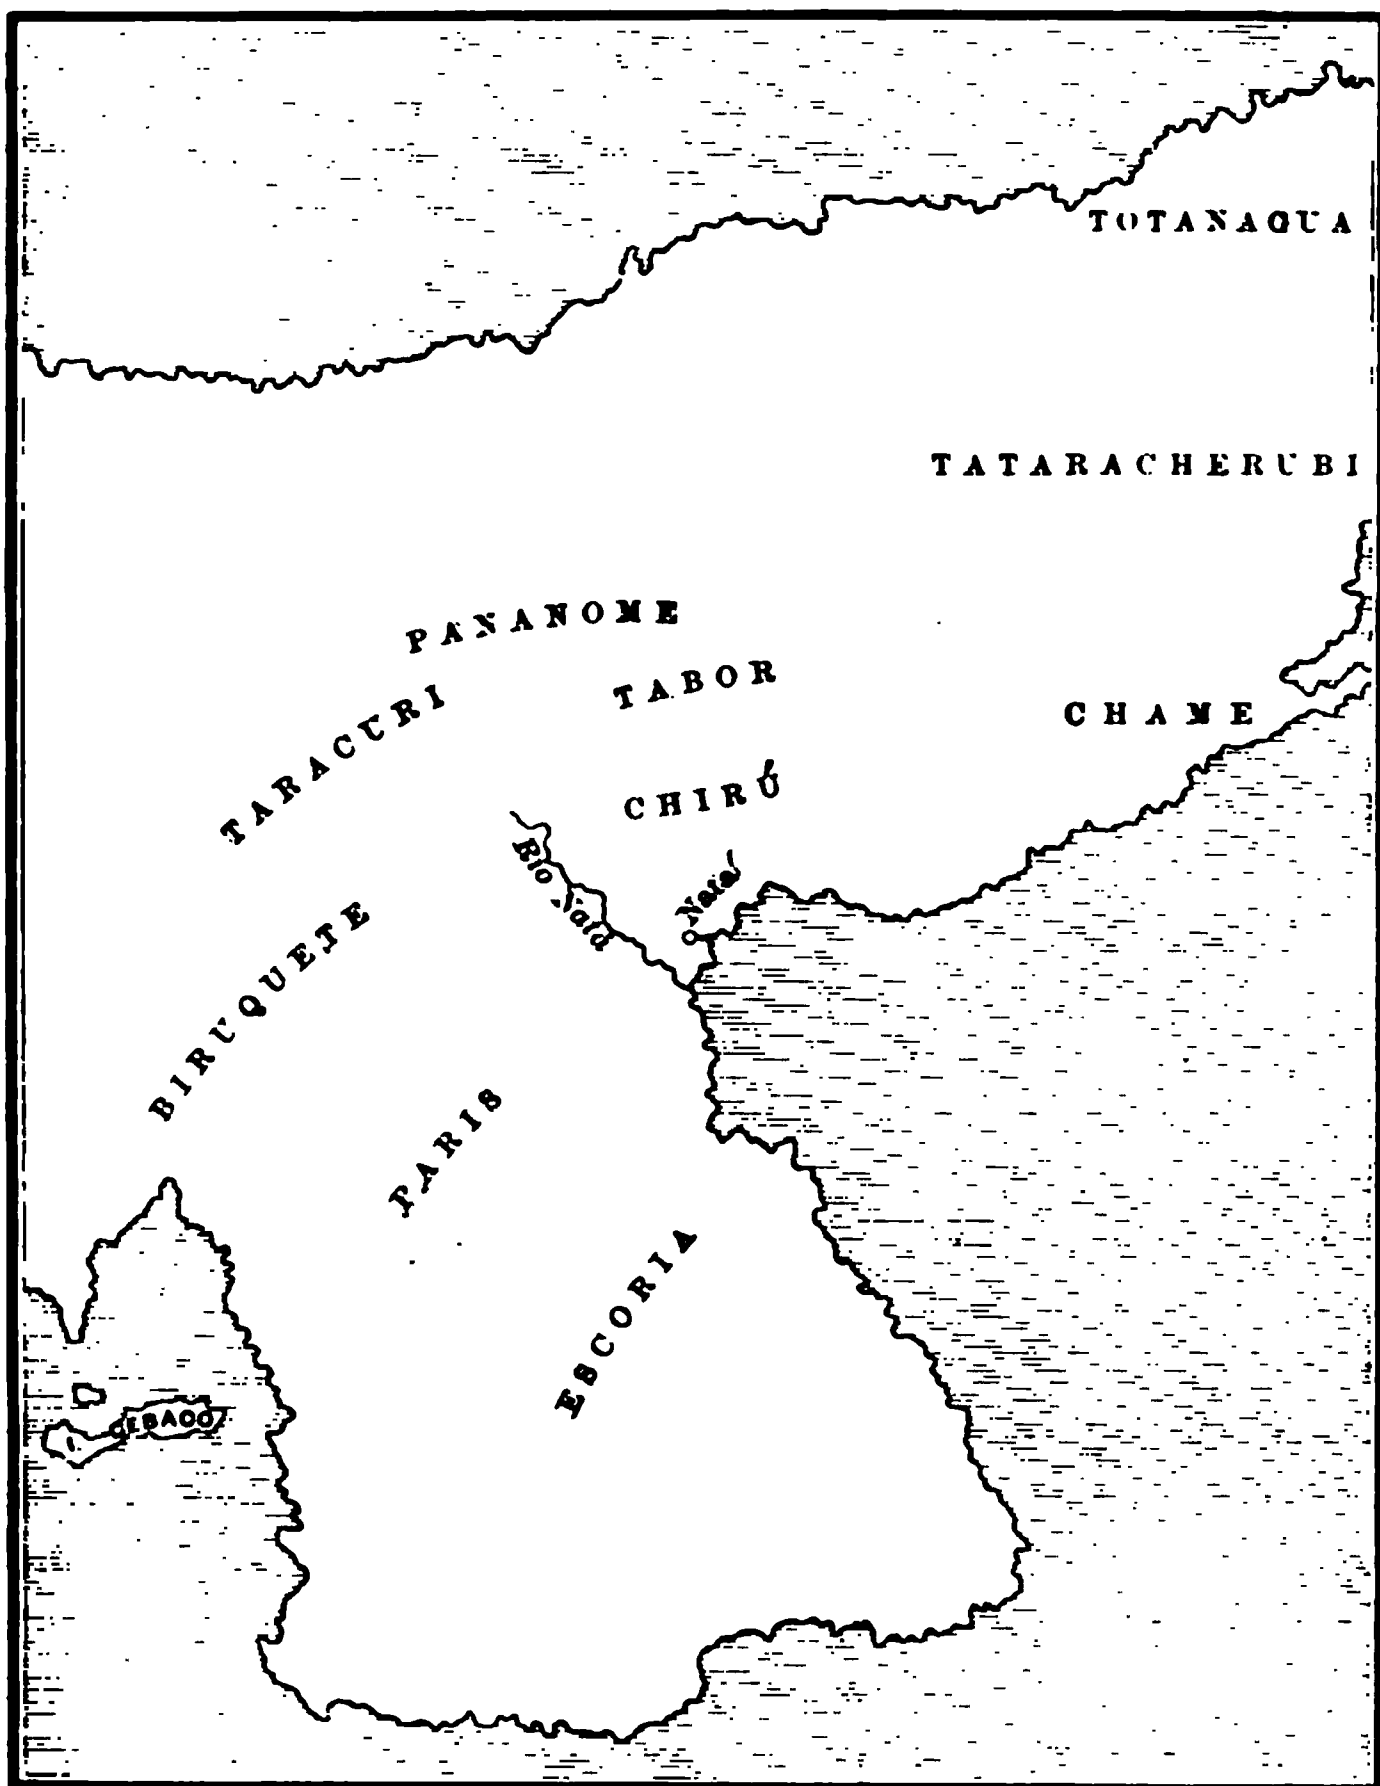 TOTANAGUA
TATARACHERUBI
PANANOME
TABOR
TARACURI
CHAME
CHIRÚ
Rio Nata
Nata
BIRUQUETE
PARIS
ESCORIA
I. CEBACO